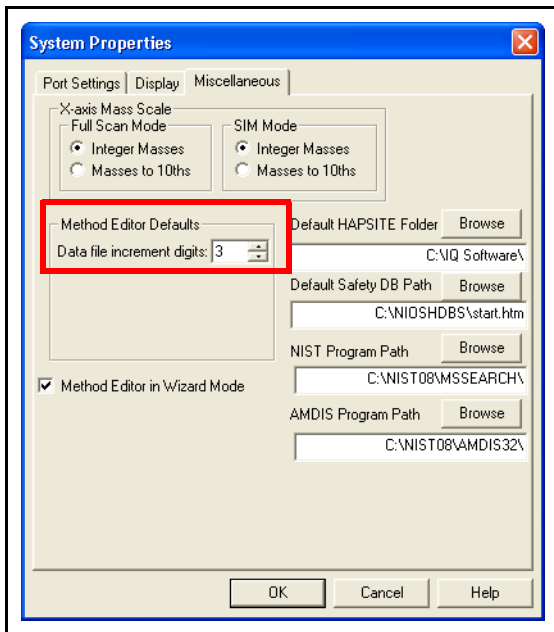 System Properties
Port Settings
Display
Miscellaneous
X-axis Mass Scale
Full Scan Mode
Integer Masses
Masses to 10ths
SIM Mode
Integer Masses
Masses to 10ths
Method Editor Defaults
Data file increment digits: 3
Method Editor in Wizard Mode
Default HAPSITE Folder
Browse
C:\IQ Software\
Default Safety DB Path
Browse
C:\NIOSHDBS\start.htm
NIST Program Path
Browse
C:\NIST08\MSSEARCH\
AMDIS Program Path
Browse
C:\NIST08\AMDIS32\
OK
Cancel
Help